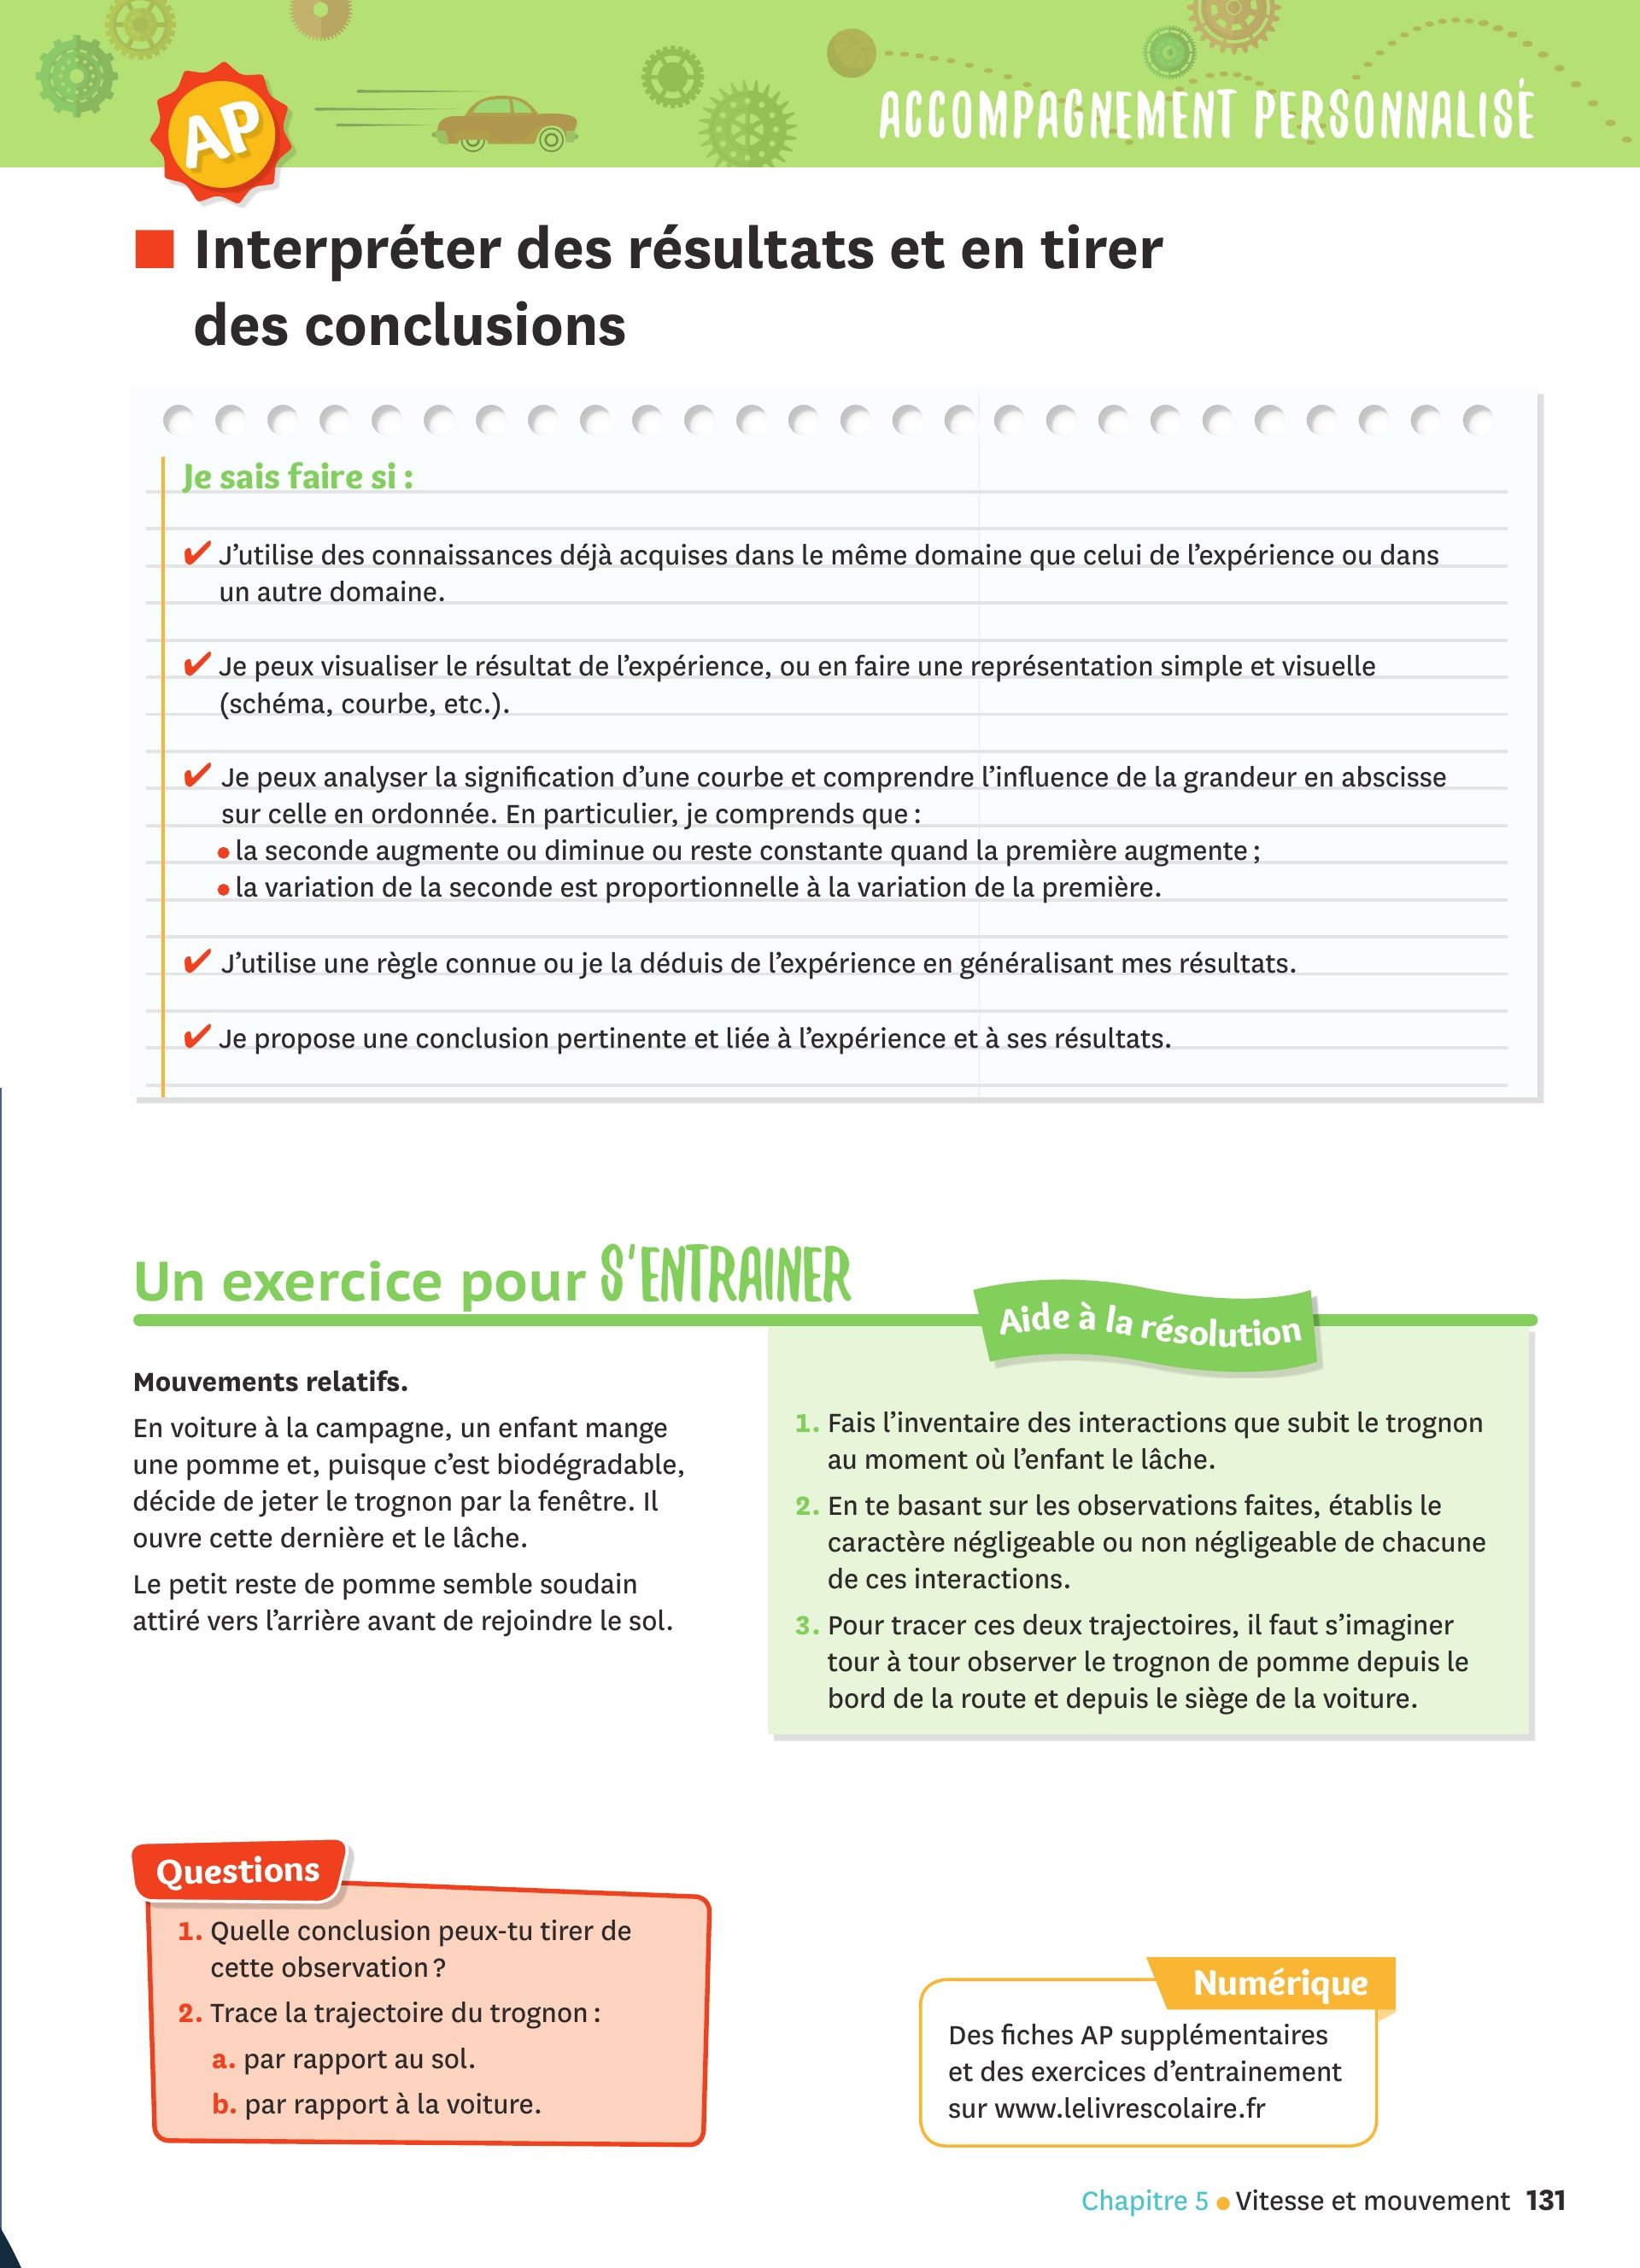 AP
ACCOMPAGNEMENT PERSONNALISÉ
Interpréter des résultats et en tirer
des conclusions
Je sais faire si :
✔ J'utilise des connaissances déjà acquises dans le même domaine que celui de l'expérience ou dans
un autre domaine.
✔ Je peux visualiser le résultat de l'expérience, ou en faire une représentation simple et visuelle
(schéma, courbe, etc.).
✔ Je peux analyser la signification d'une courbe et comprendre l'influence de la grandeur en abscisse
sur celle en ordonnée. En particulier, je comprends que :
• la seconde augmente ou diminue ou reste constante quand la première augmente ;
• la variation de la seconde est proportionnelle à la variation de la première.
✔ J'utilise une règle connue ou je la déduis de l'expérience en généralisant mes résultats.
✔ Je propose une conclusion pertinente et liée à l'expérience et à ses résultats.
Un exercice pour S'ENTRAINER
Mouvements relatifs.
En voiture à la campagne, un enfant mange
une pomme et, puisque c'est biodégradable,
décide de jeter le trognon par la fenêtre. Il
ouvre cette dernière et le lâche.
Le petit reste de pomme semble soudain
attiré vers l'arrière avant de rejoindre le sol.
Aide à la résolution
1. Fais l'inventaire des interactions que subit le trognon
au moment où l'enfant le lâche.
2. En te basant sur les observations faites, établis le
caractère négligeable ou non négligeable de chacune
de ces interactions.
3. Pour tracer ces deux trajectoires, il faut s'imaginer
tour à tour observer le trognon de pomme depuis le
bord de la route et depuis le siège de la voiture.
Questions
1. Quelle conclusion peux-tu tirer de
cette observation ?
2. Trace la trajectoire du trognon :
a. par rapport au sol.
b. par rapport à la voiture.
Numérique
Des fiches AP supplémentaires
et des exercices d'entrainement
sur www.lelivrescolaire.fr
Chapitre 5 • Vitesse et mouvement 131